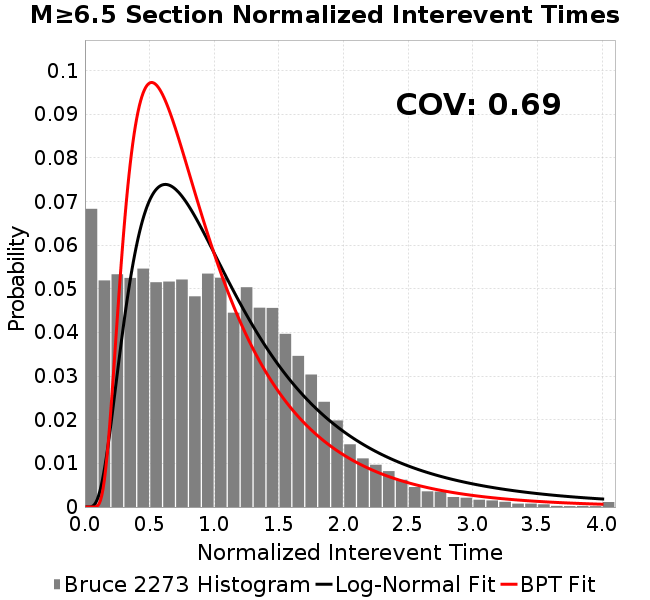 M≥6.5 Section Normalized Interevent Times
COV: 0.69
Probability
0.1
0.09
0.08
0.07
0.06
0.05
0.04
0.03
0.02
0.01
0
0.0 0.5 1.0 1.5 2.0 2.5 3.0 3.5 4.0
Normalized Interevent Time
Bruce 2273 Histogram Log-Normal Fit BPT Fit